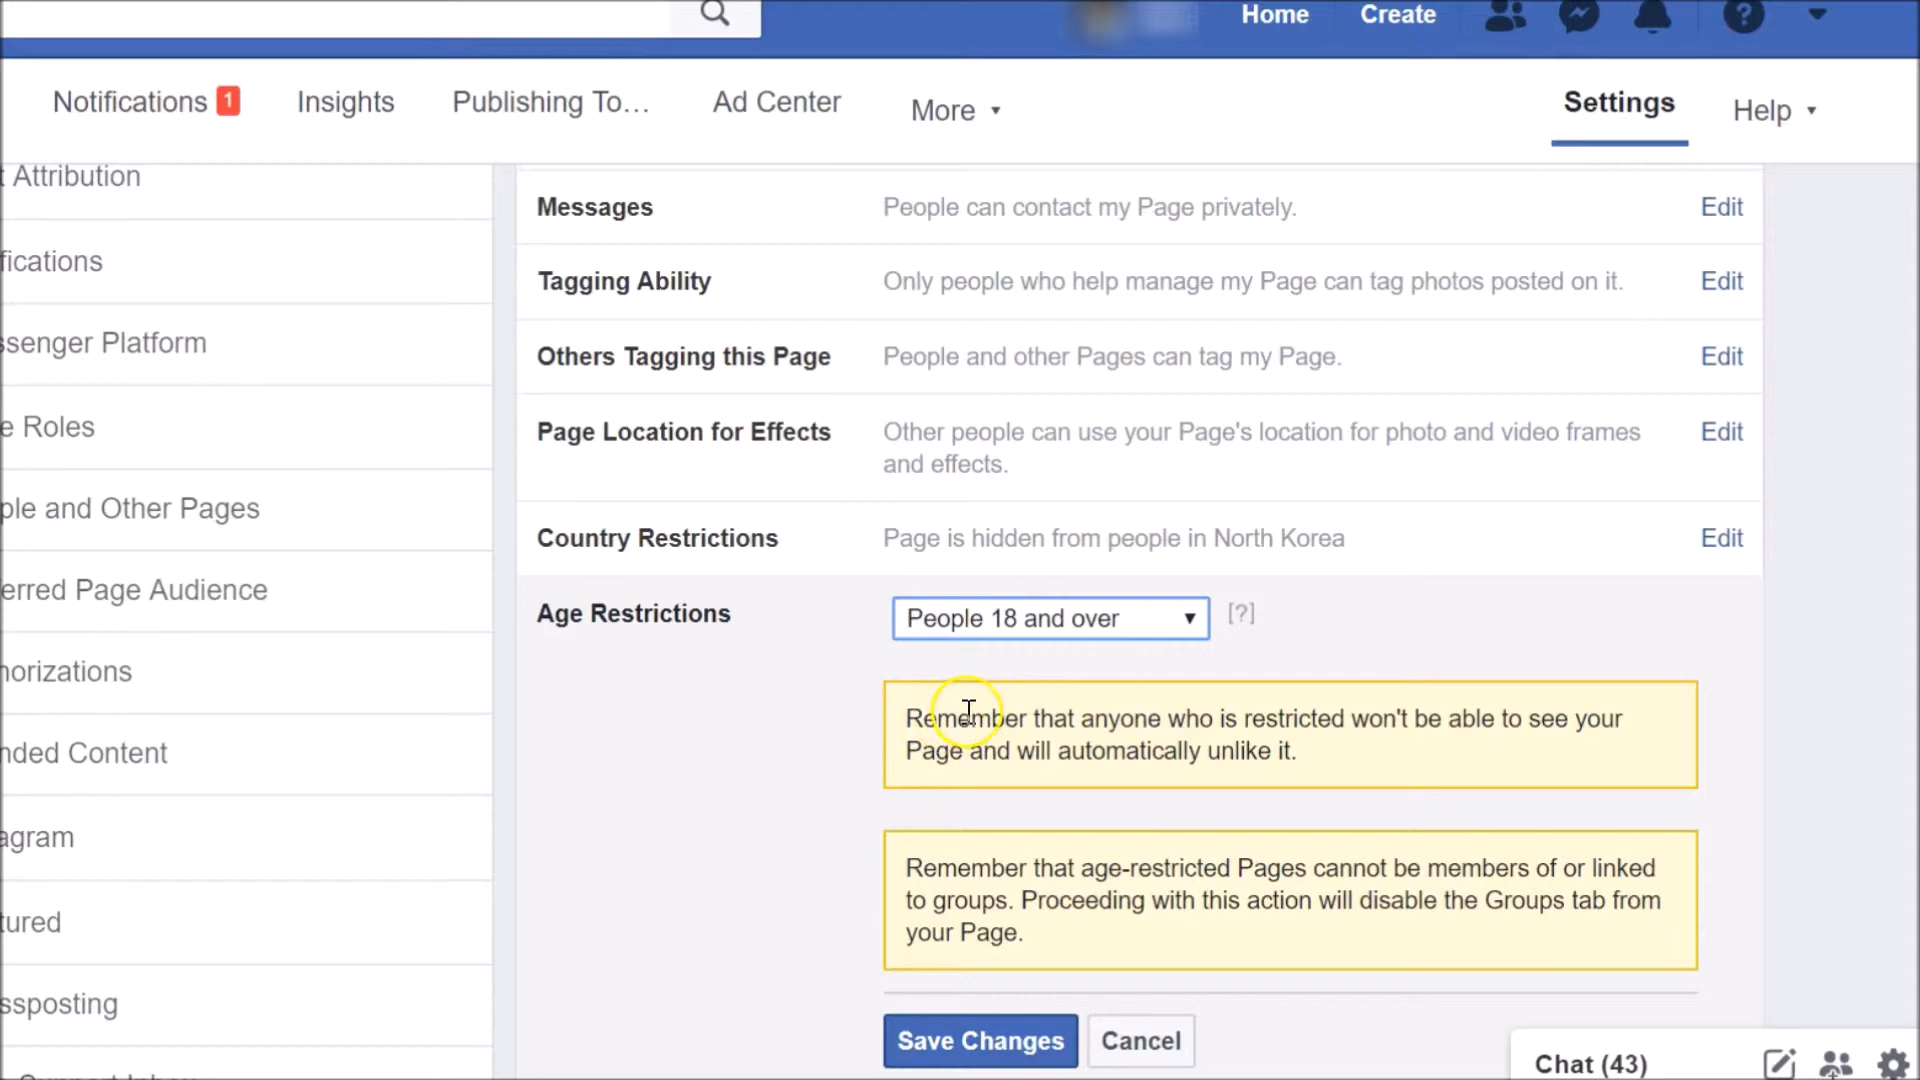 Home Create
Notifications 1 Insights Publishing To... Ad Center More Settings Help
t Attribution
fications
ssenger Platform
e Roles
ple and Other Pages
erred Page Audience
norizations
nded Content
agram
tured
ssposting
Messages People can contact my Page privately. Edit
Tagging Ability Only people who help manage my Page can tag photos posted on it. Edit
Others Tagging this Page People and other Pages can tag my Page. Edit
Page Location for Effects Other people can use your Page's location for photo and video frames Edit
and effects.
Country Restrictions Page is hidden from people in North Korea Edit
Age Restrictions People 18 and over [?]
Remember that anyone who is restricted won't be able to see your
Page and will automatically unlike it.
Remember that age-restricted Pages cannot be members of or linked
to groups. Proceeding with this action will disable the Groups tab from
your Page.
Save Changes Cancel
Chat (43)